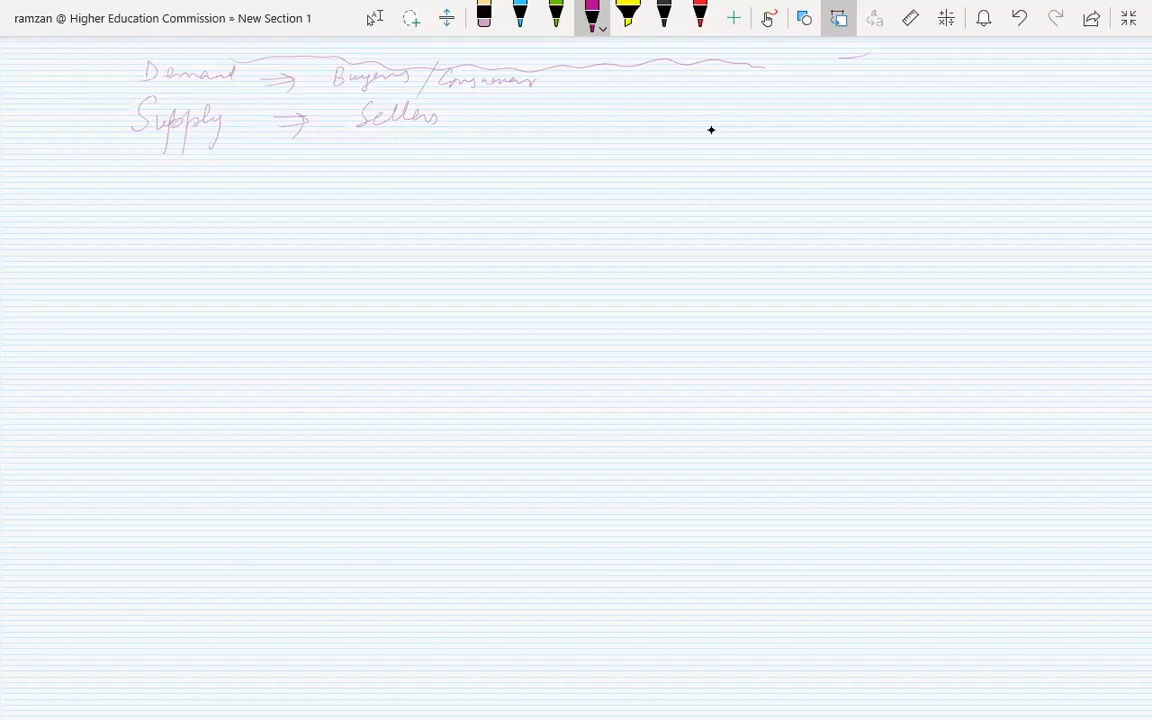 ramzan @ Higher Education Commission » New Section 1
Demand ⇒ Buyers / Consumer
Supply ⇒ Sellers